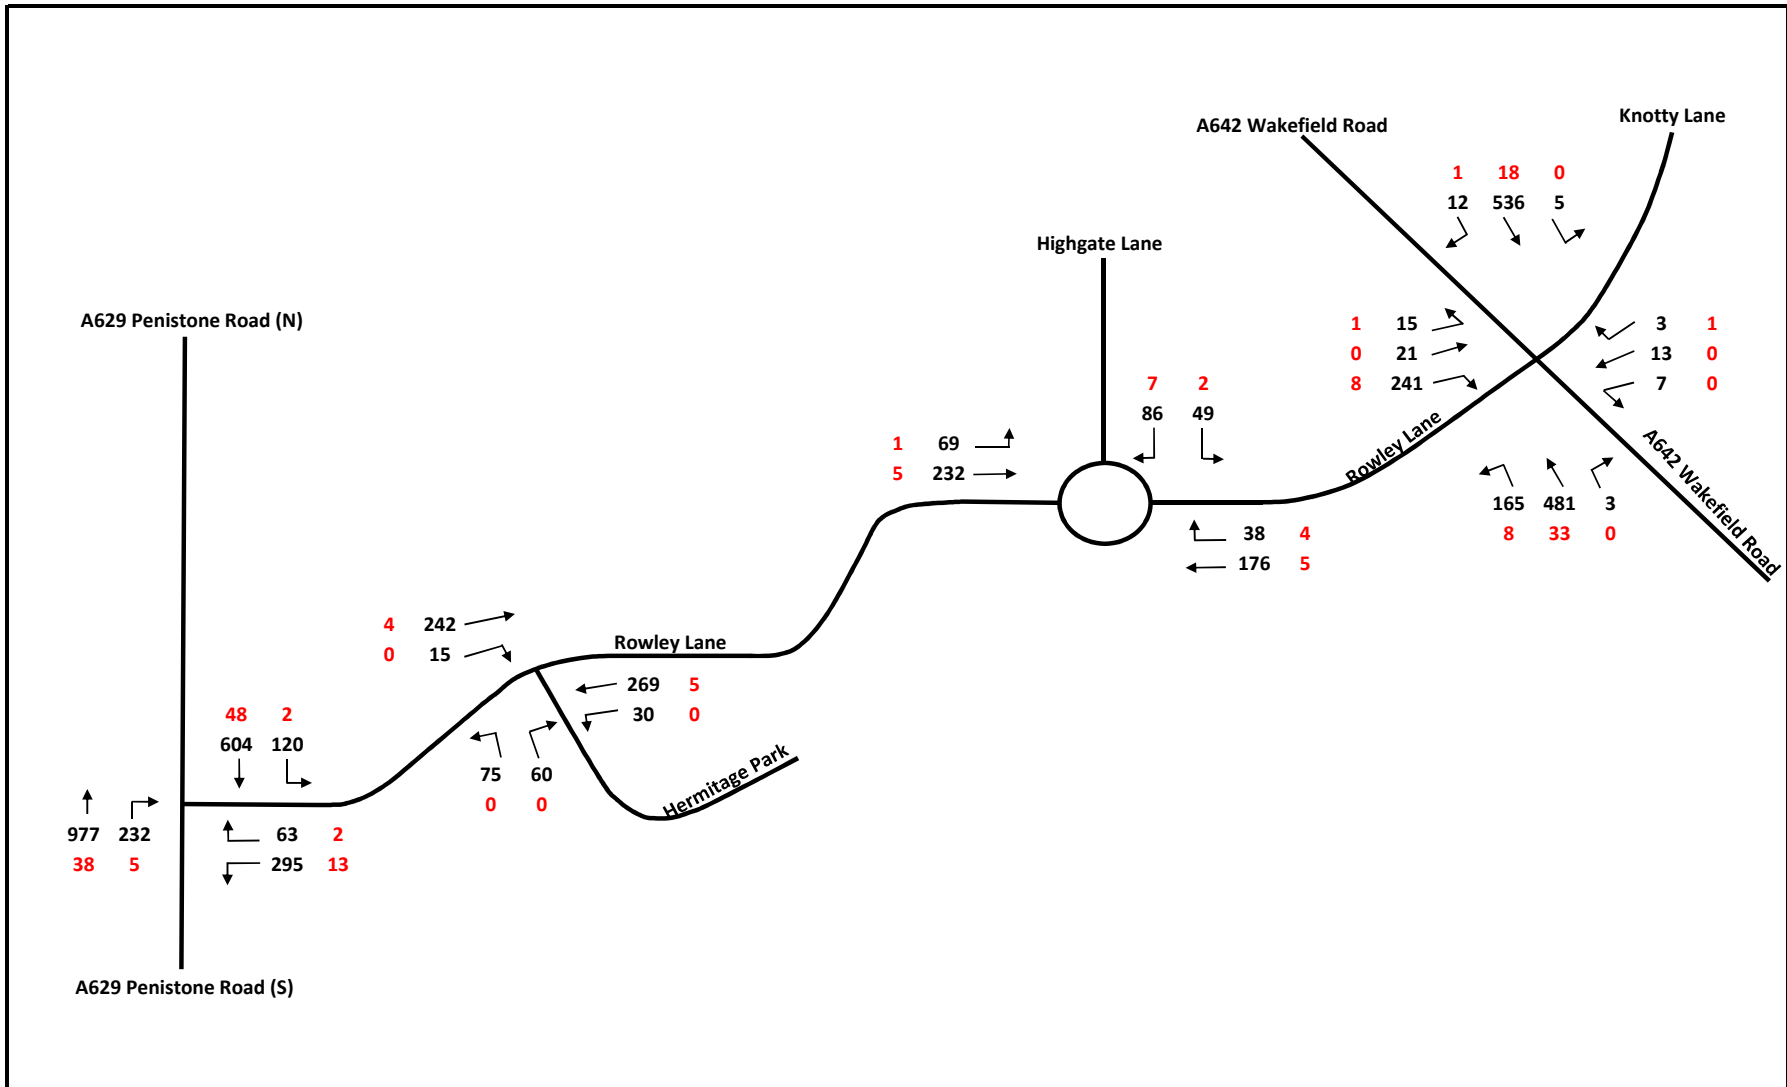 Knotty Lane
A642 Wakefield Road
1 18 0
12 536 5
Highgate Lane
A629 Penistone Road (N)
1 15
0 21
8 241
3 1
13 0
7 0
7 2
86 49
Rowley Lane
A642 Wakefield Road
1 69
5 232
165 481 3
8 33 0
38 4
176 5
4 242
0 15
Rowley Lane
269 5
30 0
48 2
604 120
75 60
0 0
Hermitage Park
977 232
38 5
63 2
295 13
A629 Penistone Road (S)